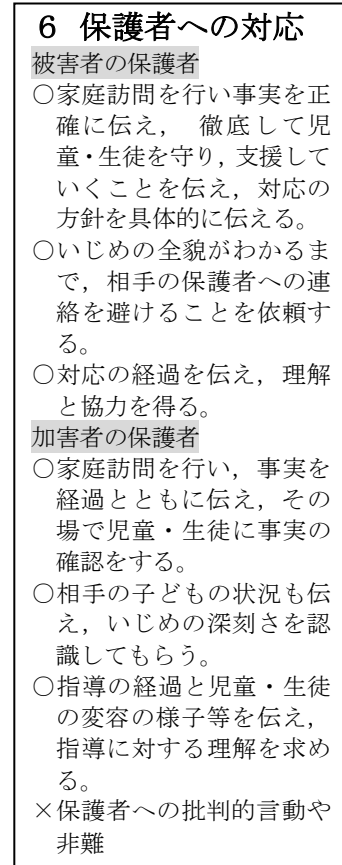 6 保護者への対応
被害者の保護者
○家庭訪問を行い事実を正
確に伝え， 徹底して児
童・生徒を守り，支援して
いくことを伝え，対応の
方針を具体的に伝える。
○いじめの全貌がわかるま
で，相手の保護者への連
絡を避けることを依頼す
る。
○対応の経過を伝え，理解
と協力を得る。
加害者の保護者
○家庭訪問を行い，事実を
経過とともに伝え，その
場で児童・生徒に事実の
確認をする。
○相手の子どもの状況も伝
え，いじめの深刻さを認
識してもらう。
○指導の経過と児童・生徒
の変容の様子等を伝え，
指導に対する理解を求め
る。
×保護者への批判的言動や
非難